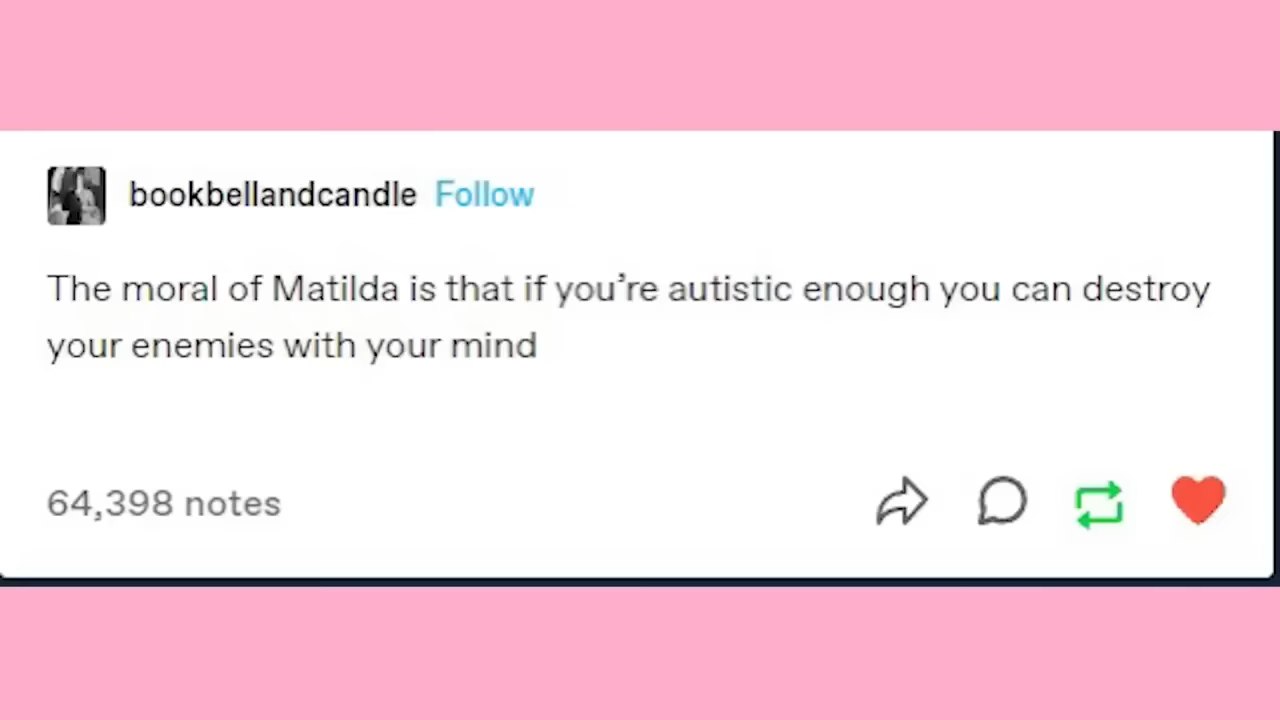 bookbellandcandle Follow
The moral of Matilda is that if you’re autistic enough you can destroy
your enemies with your mind
64,398 notes